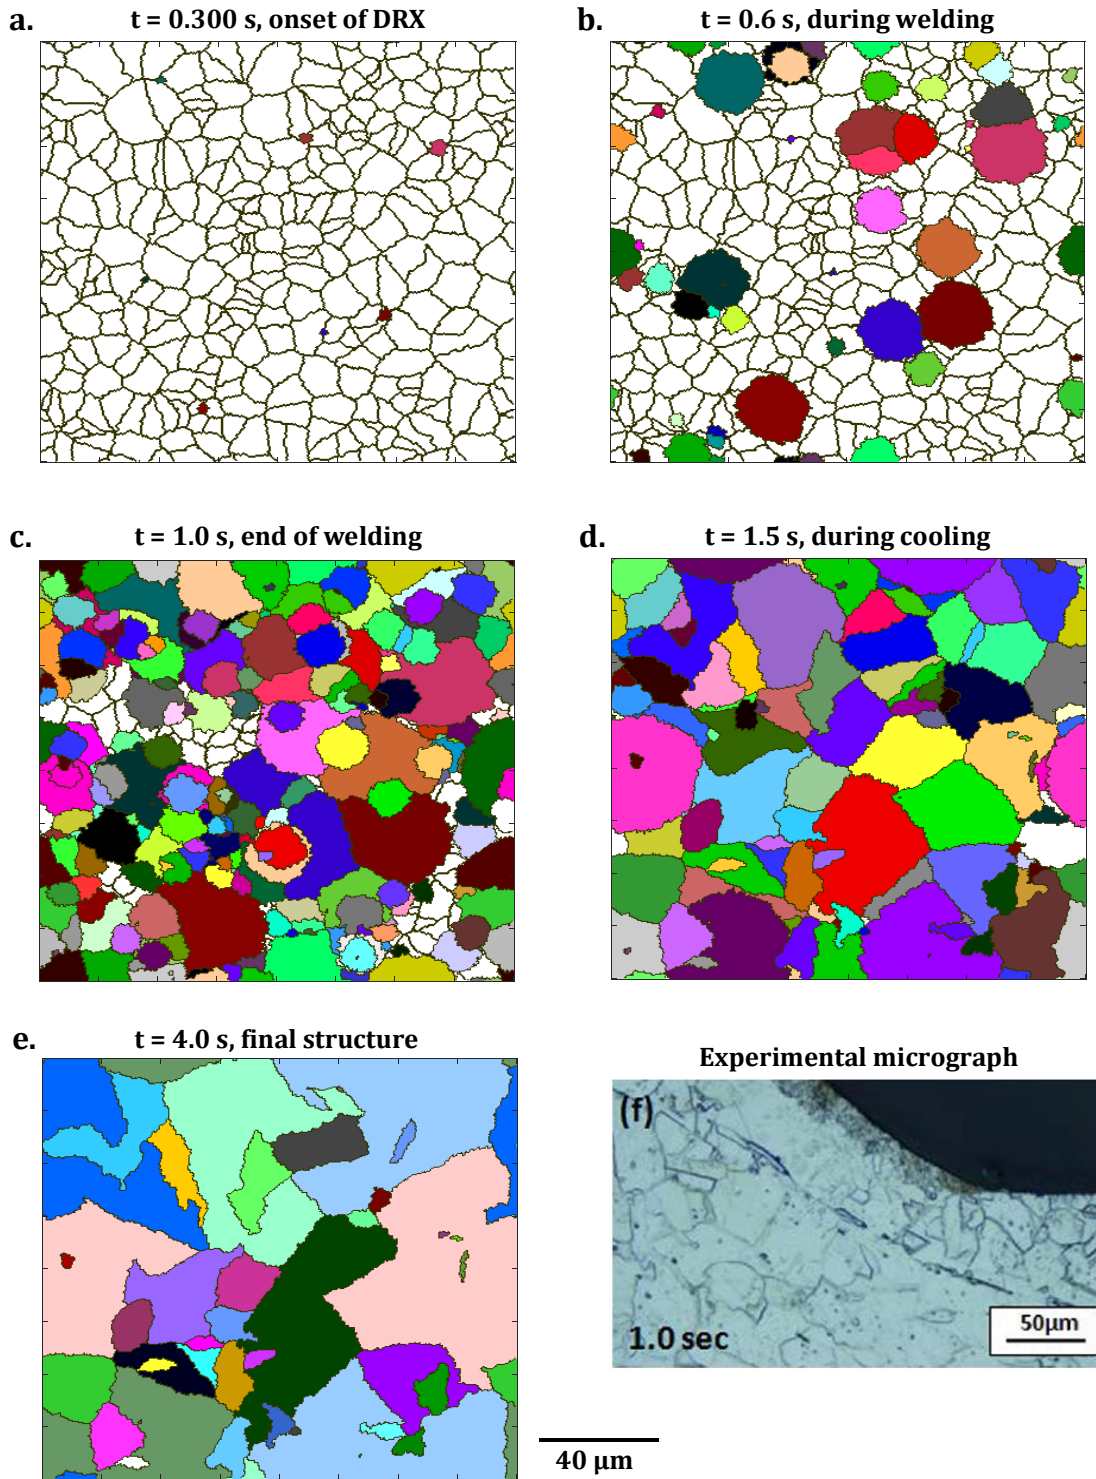 a.
t = 0.300 s, onset of DRX
b.
t = 0.6 s, during welding
c.
t = 1.0 s, end of welding
d.
t = 1.5 s, during cooling
e.
t = 4.0 s, final structure
Experimental micrograph
(f)
1.0 sec
50μm
40 μm